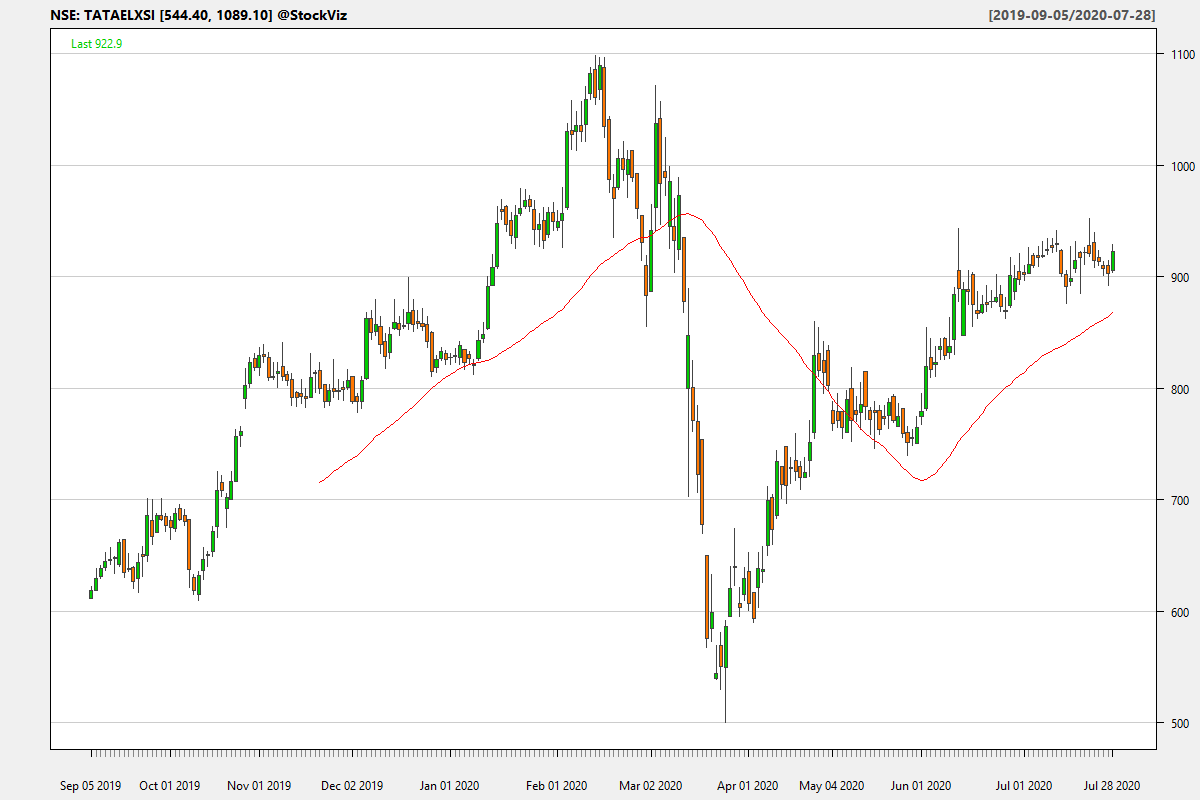 NSE: TATAELXSI [544.40, 1089.10] @StockViz
[2019-09-05/2020-07-28]
Last 922.9
1100
1000
900
800
700
600
500
Sep 05 2019
Oct 01 2019
Nov 01 2019
Dec 02 2019
Jan 01 2020
Feb 01 2020
Mar 02 2020
Apr 01 2020
May 04 2020
Jun 01 2020
Jul 01 2020
Jul 28 2020